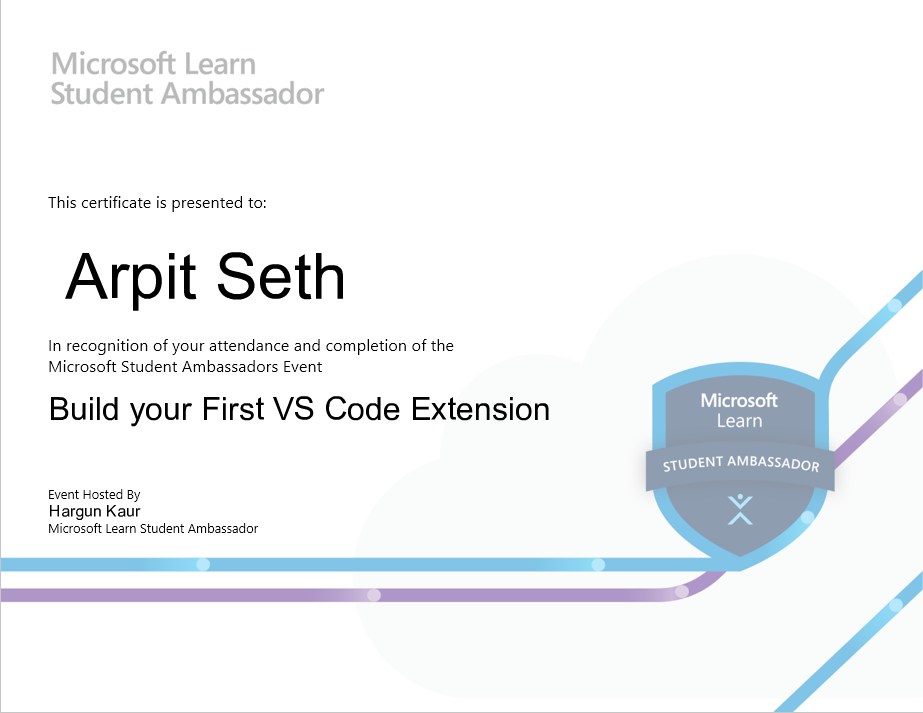 Microsoft Learn
Student Ambassador
This certificate is presented to:
Arpit Seth
In recognition of your attendance and completion of the
Microsoft Student Ambassadors Event
Build your First VS Code Extension
Event Hosted By
Hargun Kaur
Microsoft Learn Student Ambassador
Microsoft
Learn
STUDENT AMBASSADOR